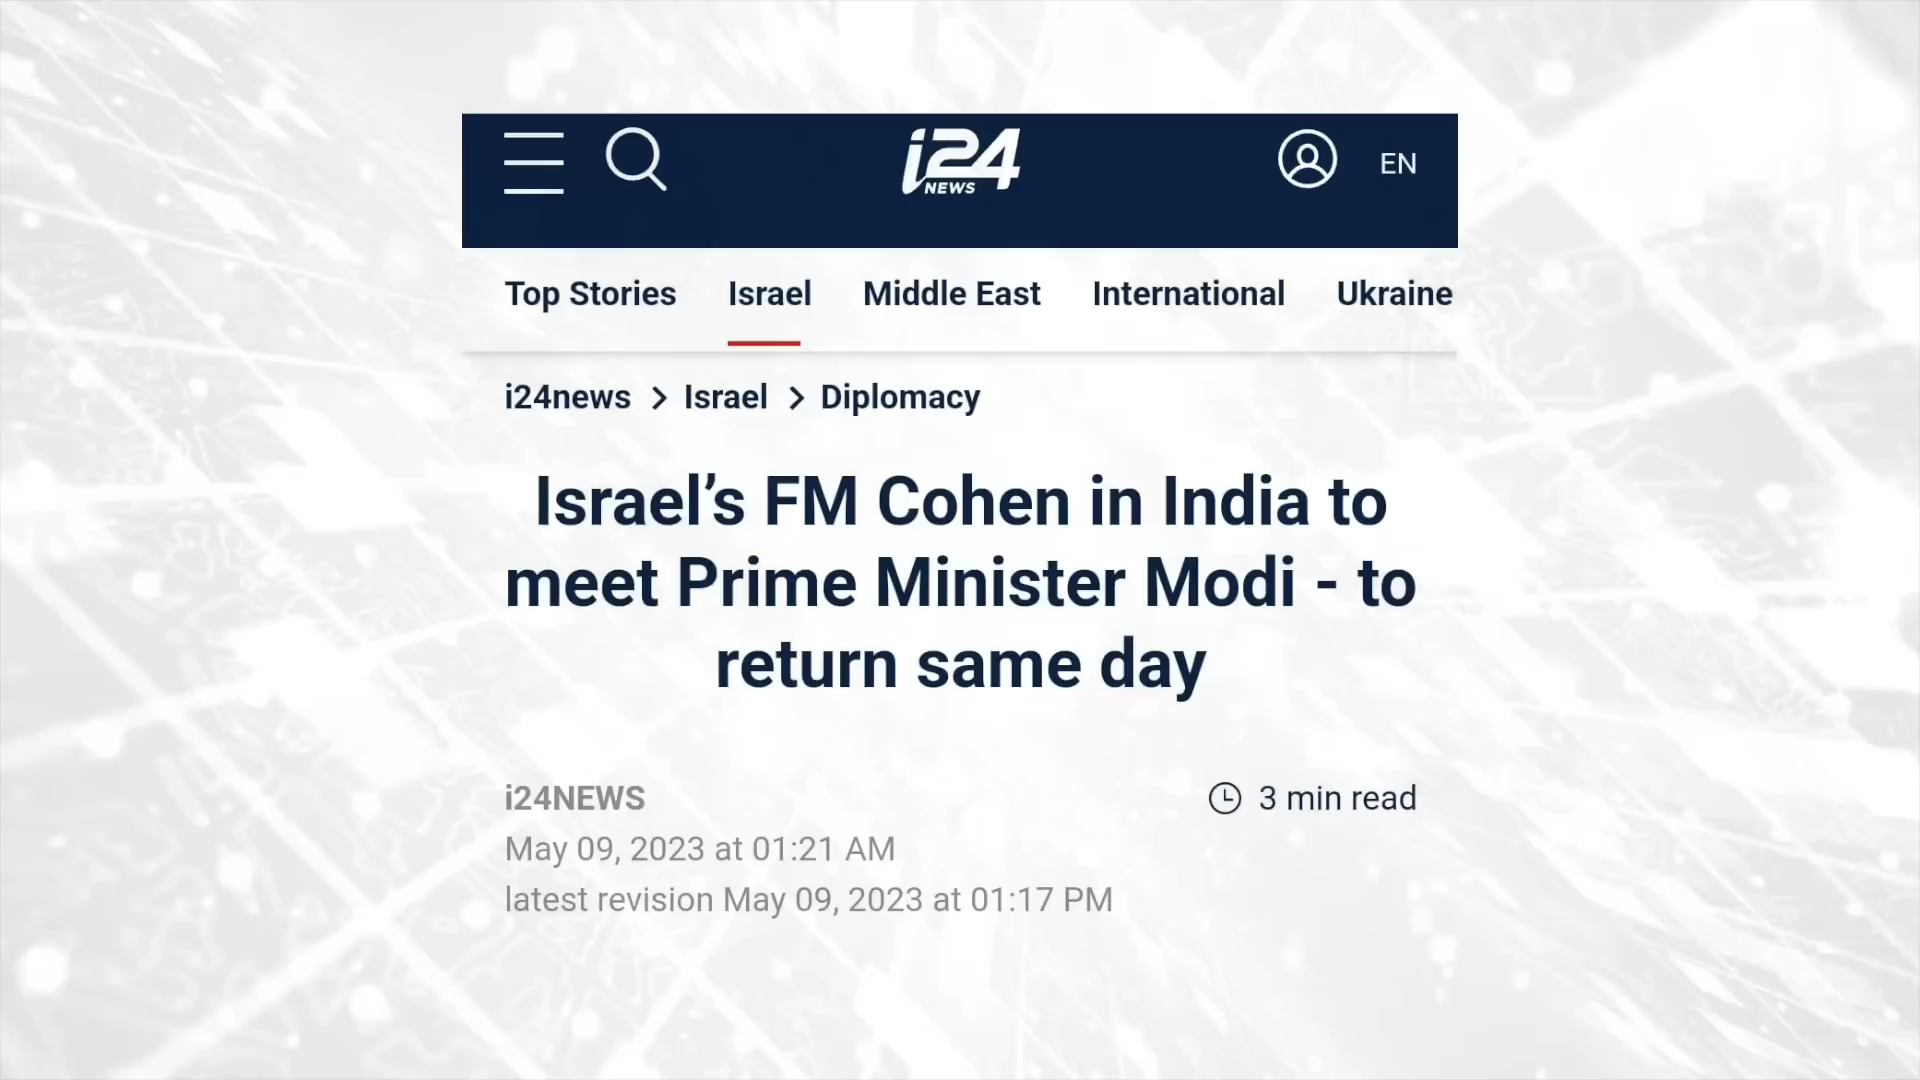 i24
NEWS
EN
Top Stories Israel Middle East International Ukraine
i24news > Israel > Diplomacy
Israel’s FM Cohen in India to
meet Prime Minister Modi - to
return same day
i24NEWS
3 min read
May 09, 2023 at 01:21 AM
latest revision May 09, 2023 at 01:17 PM